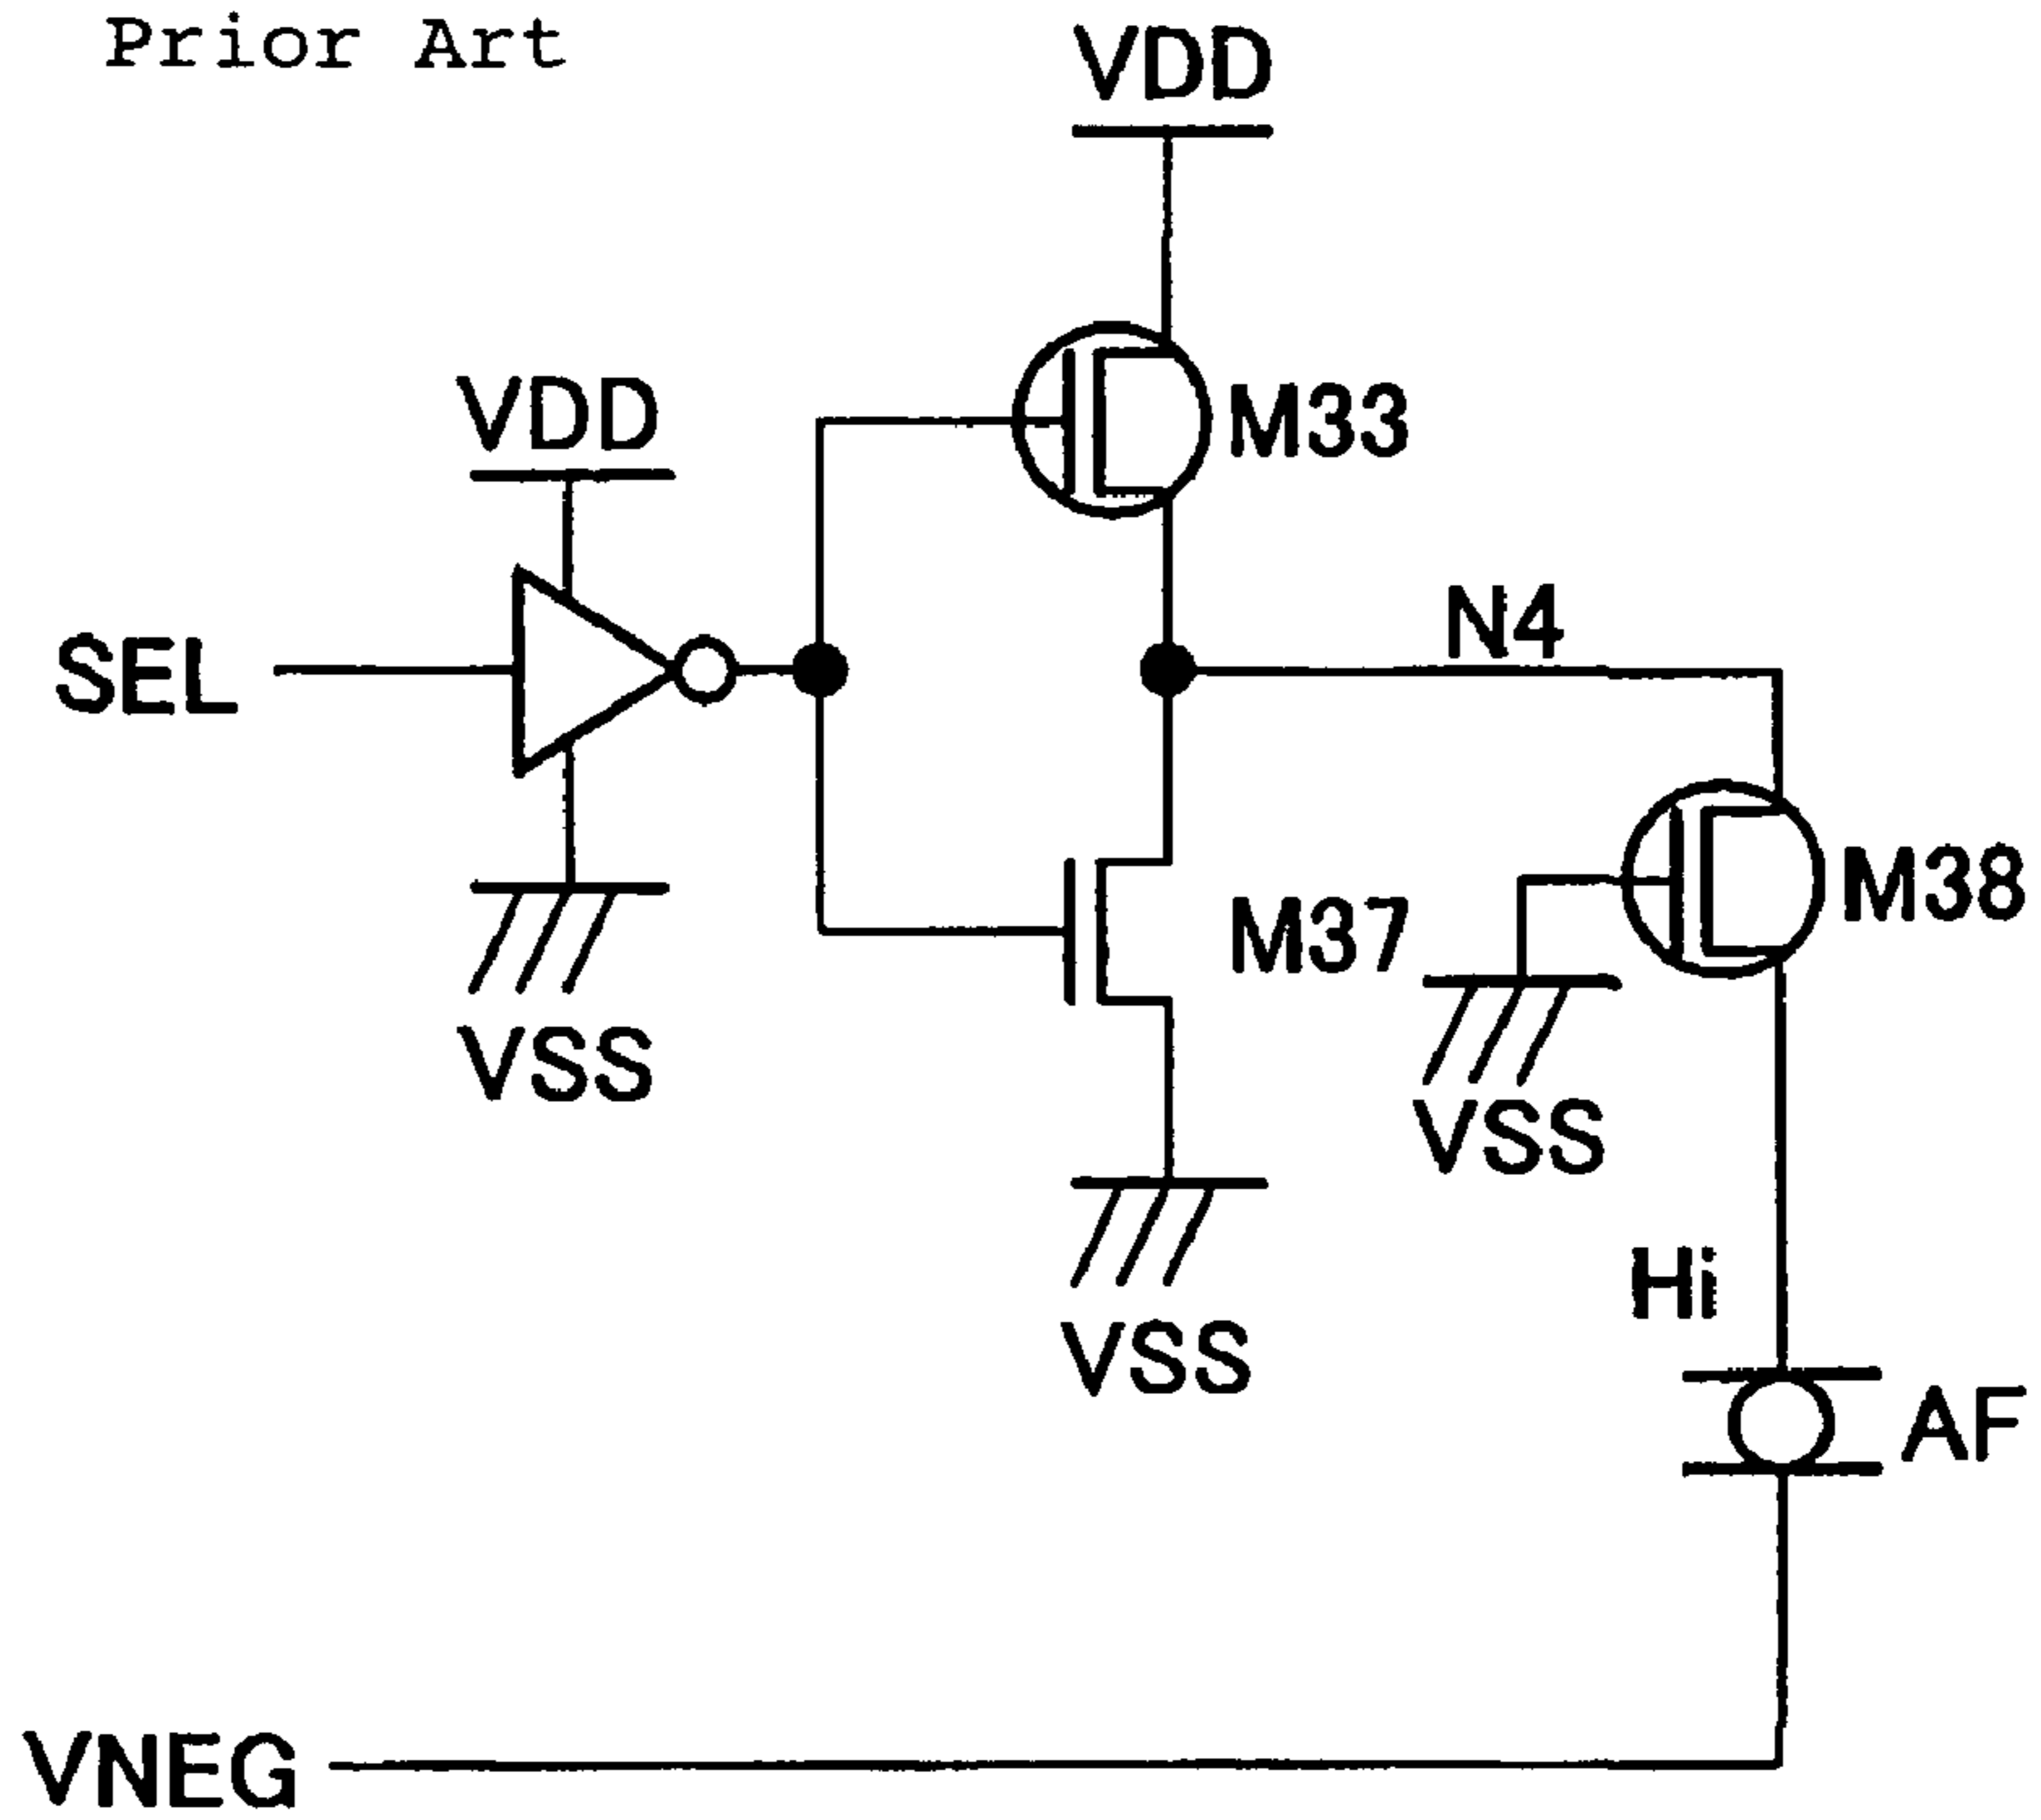 Prior Art
VDD
VDD
M33
SEL
N4
M38
M37
VSS
VSS
Hi
VSS
AF
VNEG